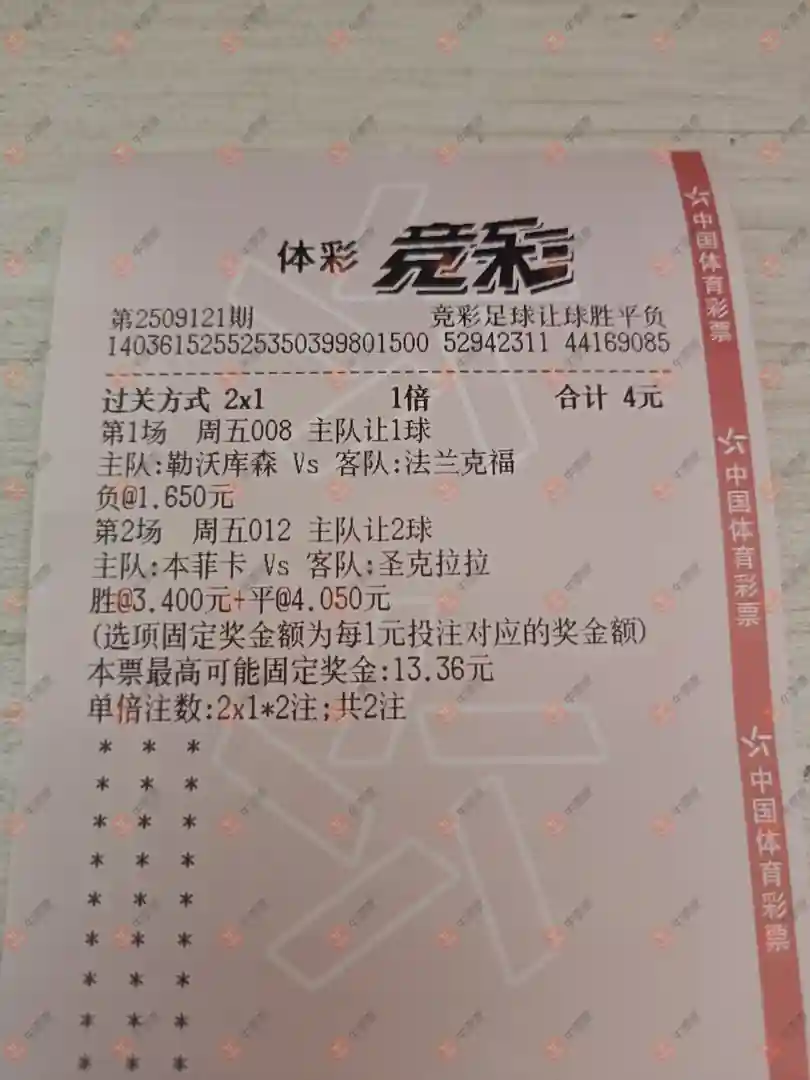 体彩 竞彩
第2509121期 竞彩足球让球胜平负
140361525525350399801500 52942311 44169085
过关方式 2x1 1倍 合计 4元
第1场 周五008 主队让1球
主队:勒沃库森 Vs 客队:法兰克福
负@1.650元
第2场 周五012 主队让2球
主队:本菲卡 Vs 客队:圣克拉拉
胜@3.400元+平@4.050元
(选项固定奖金额为每1元投注对应的奖金额)
本票最高可能固定奖金:13.36元
单倍注数:2x1*2注;共2注
* * *
* * *
* * *
* * *
* * *
* * *
* * *
* * *
* * *
中国体育彩票
中国体育彩票
中国体育彩票